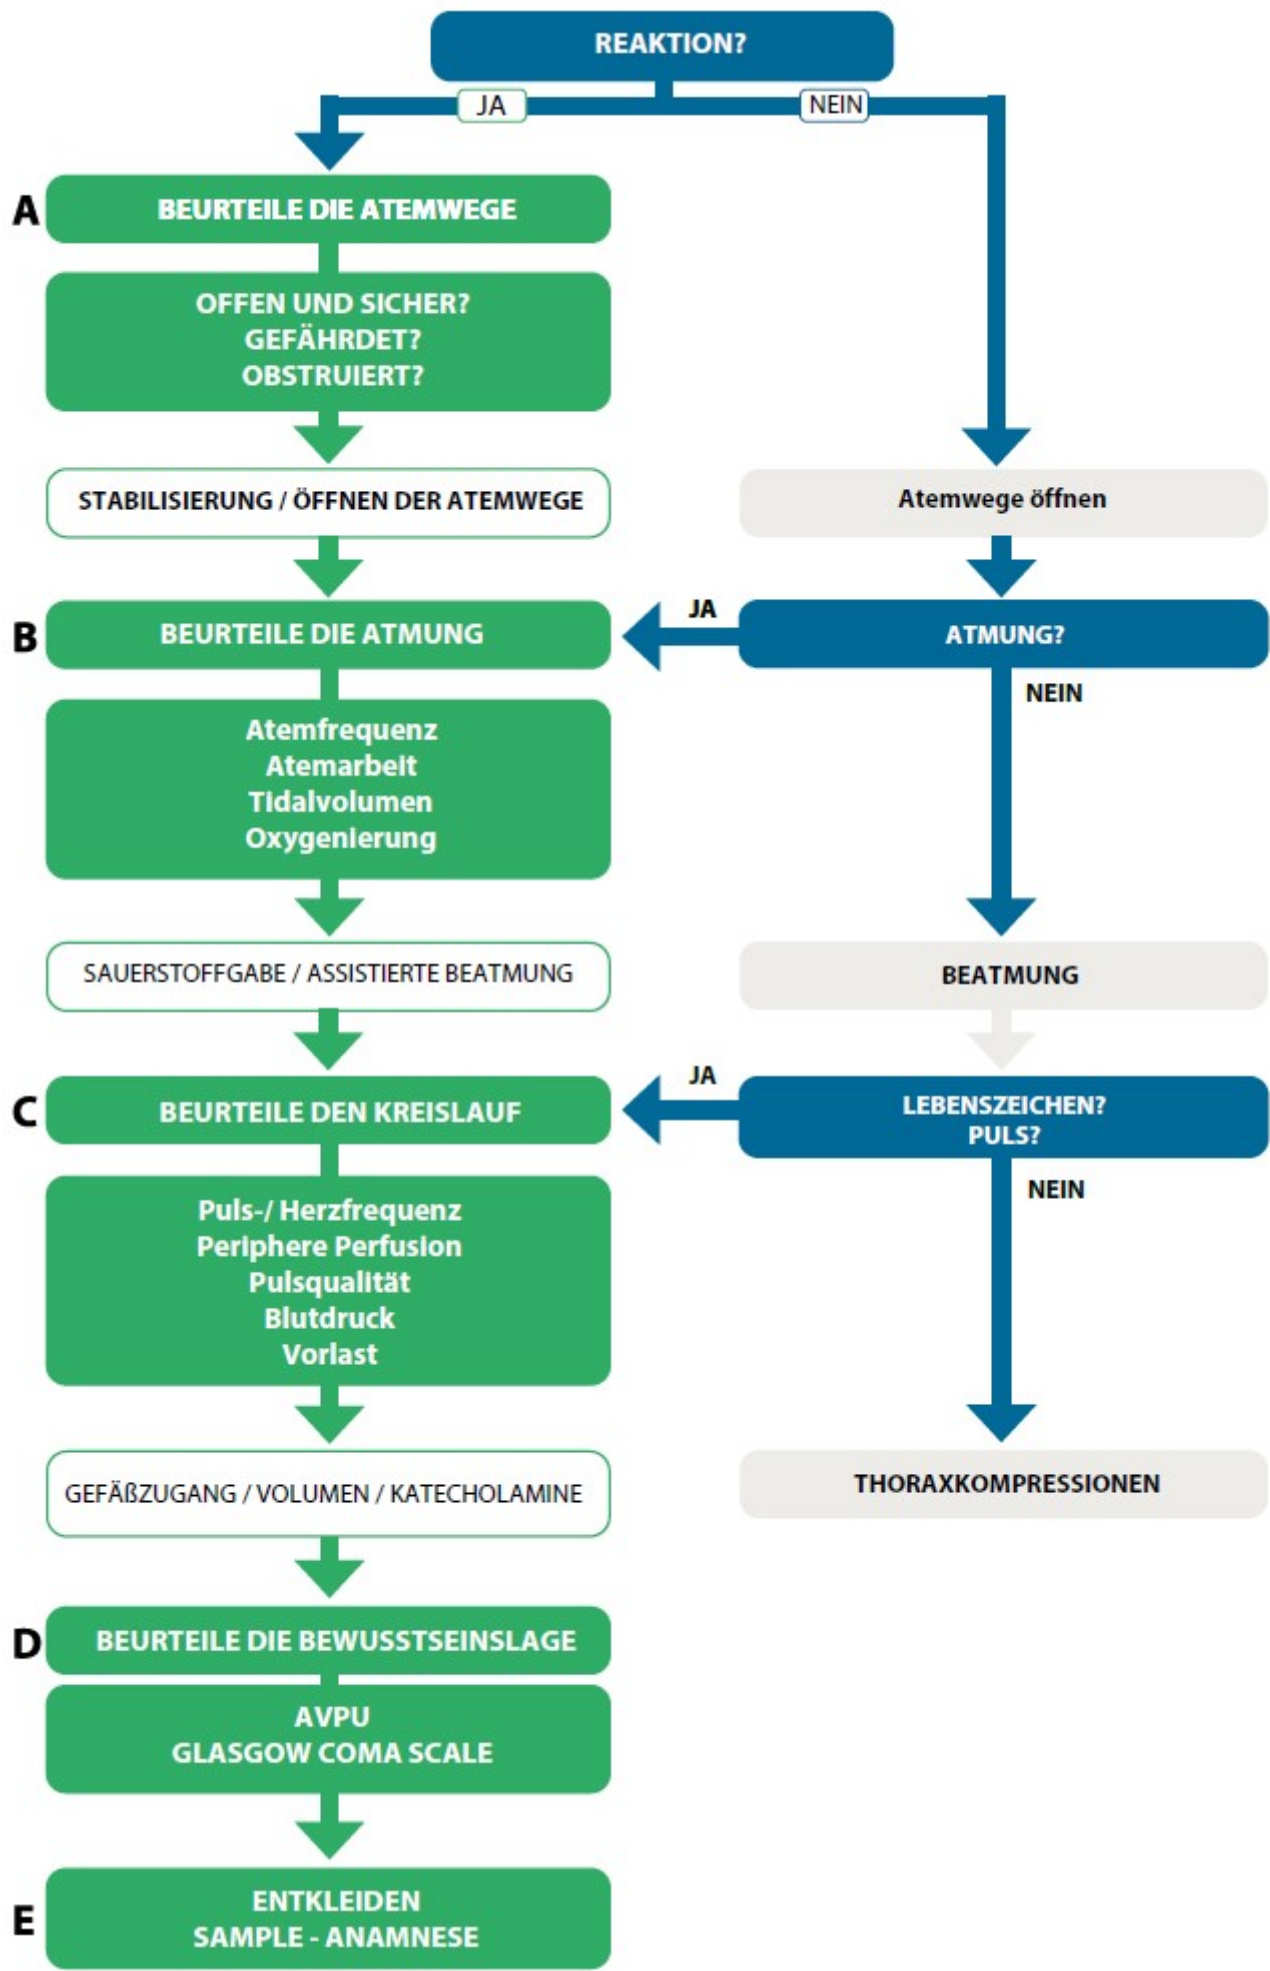 REAKTION?
JA
NEIN
A
BEURTEILE DIE ATEMWEGE
OFFEN UND SICHER?
GEFÄHRDET?
OBSTRUIERT?
STABILISIERUNG / ÖFFNEN DER ATEMWEGE
Atemwege öffnen
B
BEURTEILE DIE ATMUNG
JA
ATMUNG?
NEIN
Atemfrequenz
Atemarbeit
Tidalvolumen
Oxygenierung
SAUERSTOFFGABE / ASSISTIERTE BEATMUNG
BEATMUNG
C
BEURTEILE DEN KREISLAUF
JA
LEBENSZEICHEN?
PULS?
NEIN
Puls-/ Herzfrequenz
Periphere Perfusion
Pulsqualität
Blutdruck
Vorlast
GEFÄßZUGANG / VOLUMEN / KATECHOLAMINE
THORAXKOMPRESSIONEN
D
BEURTEILE DIE BEWUSSTSEINSLAGE
AVPU
GLASGOW COMA SCALE
E
ENTKLEIDEN
SAMPLE - ANAMNESE